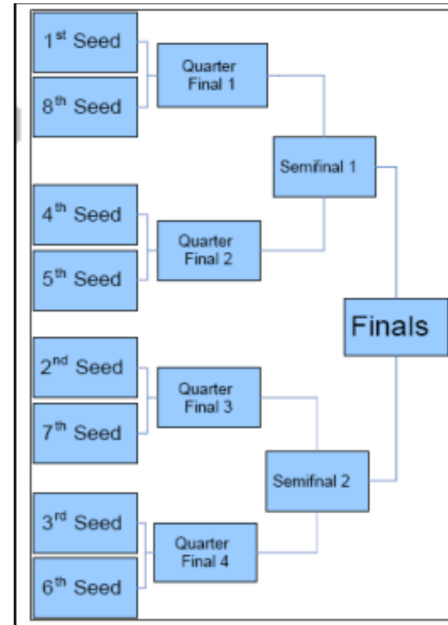 1st Seed
8th Seed
Quarter
Final 1
Semifinal 1
4th Seed
5th Seed
Quarter
Final 2
Finals
2nd Seed
7th Seed
Quarter
Final 3
Semifinal 2
3rd Seed
6th Seed
Quarter
Final 4